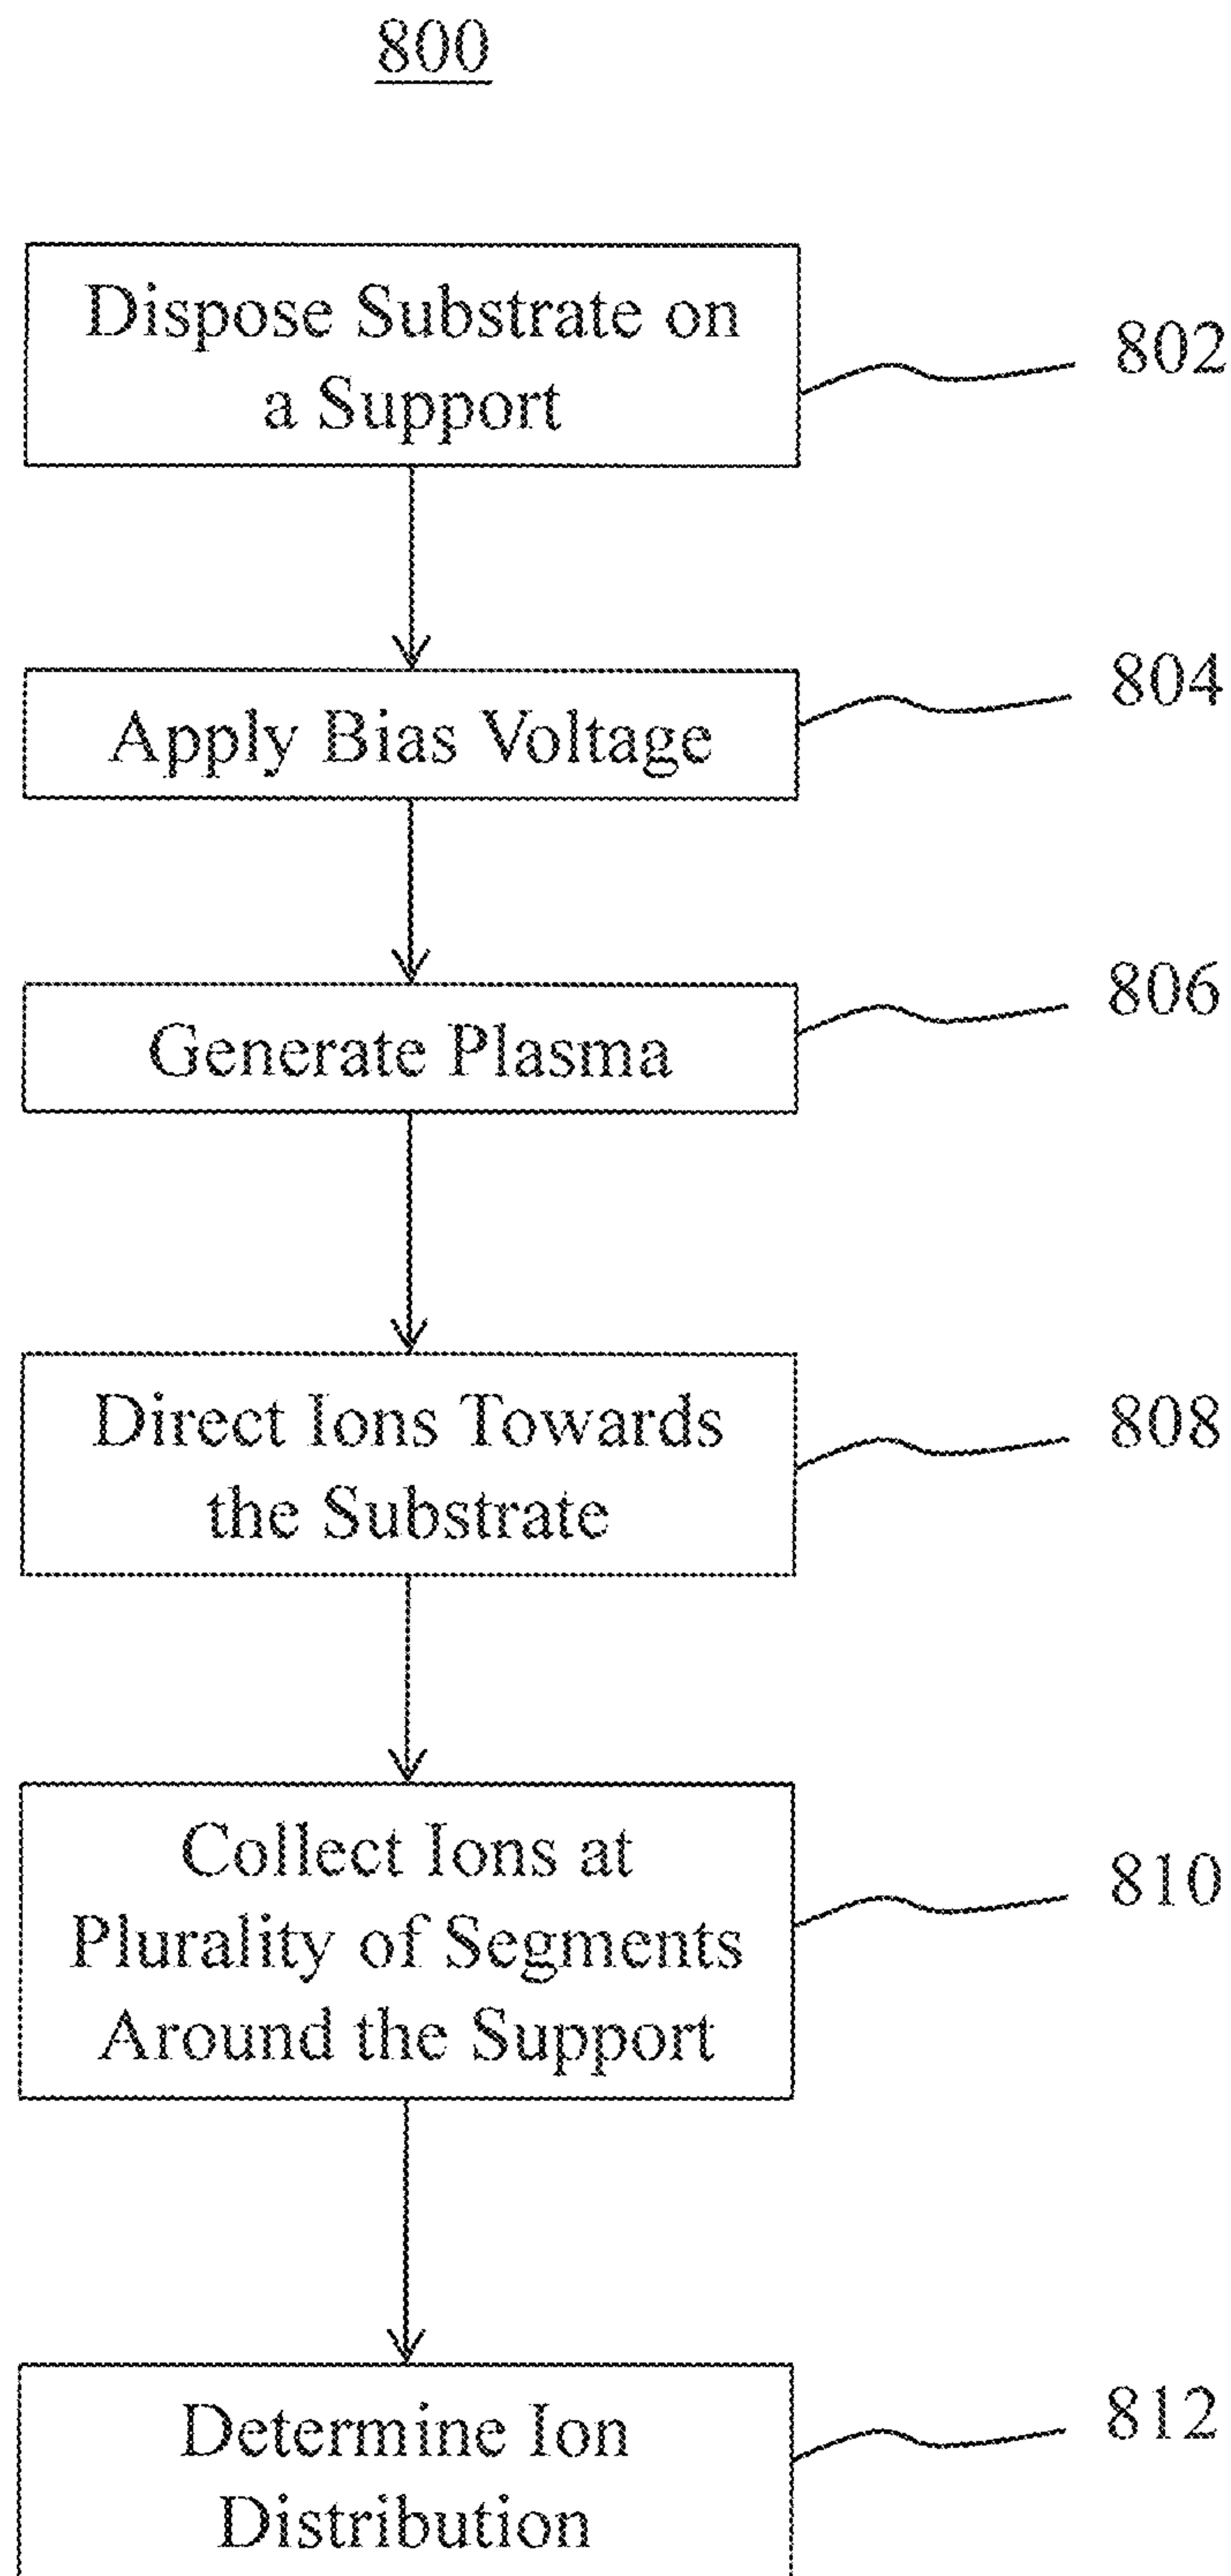 800
Dispose Substrate on
a Support
802
Apply Bias Voltage
804
Generate Plasma
806
Direct Ions Towards
the Substrate
808
Collect Ions at
Plurality of Segments
Around the Support
810
Determine Ion
Distribution
812